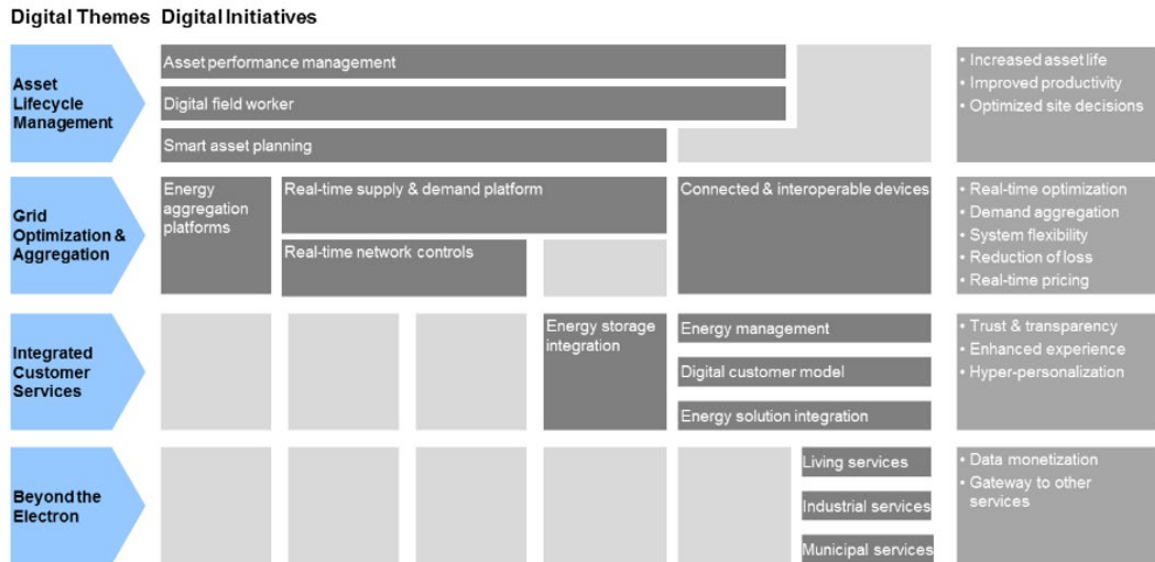 Digital Themes Digital Initiatives
Asset
Lifecycle
Management
Asset performance management
Digital field worker
Smart asset planning
• Increased asset life
• Improved productivity
• Optimized site decisions
Grid
Optimization &
Aggregation
Energy
aggregation
platforms
Real-time supply & demand platform
Real-time network controls
Connected & interoperable devices
• Real-time optimization
• Demand aggregation
• System flexibility
• Reduction of loss
• Real-time pricing
Integrated
Customer
Services
Energy storage
integration
Energy management
Digital customer model
Energy solution integration
• Trust & transparency
• Enhanced experience
• Hyper-personalization
Beyond the
Electron
Living services
Industrial services
Municipal services
• Data monetization
• Gateway to other
services